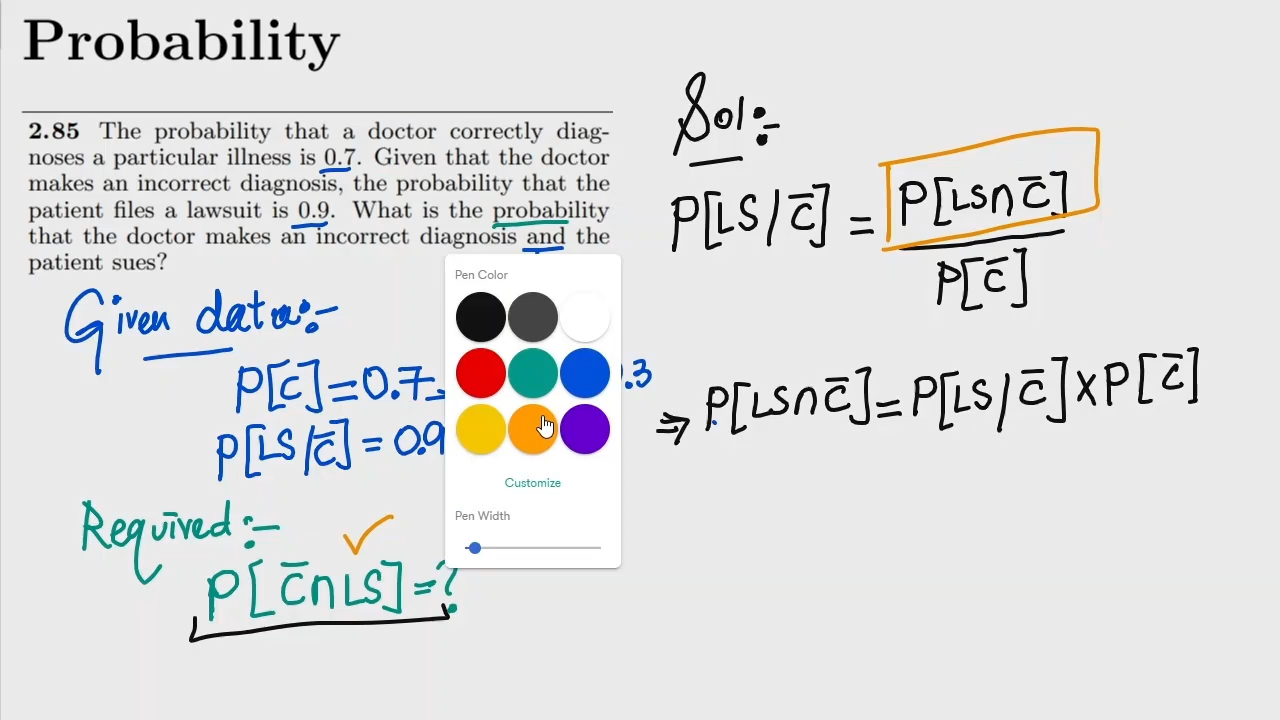 Probability
2.85 The probability that a doctor correctly diag-
noses a particular illness is 0.7. Given that the doctor
makes an incorrect diagnosis, the probability that the
patient files a lawsuit is 0.9. What is the probability
that the doctor makes an incorrect diagnosis and the
patient sues?
Given data:-
P[C]=0.7 .3
P[LS/C̅]=0.9
Required:-
P[C̅∩LS]=?
Pen Color
Customize
Pen Width
Sol:-
P[LS/C̅] = P[LS∩C̅]
P[C̅]
⇒ P[LS∩C̅]=P[LS/C̅]×P[C̅]